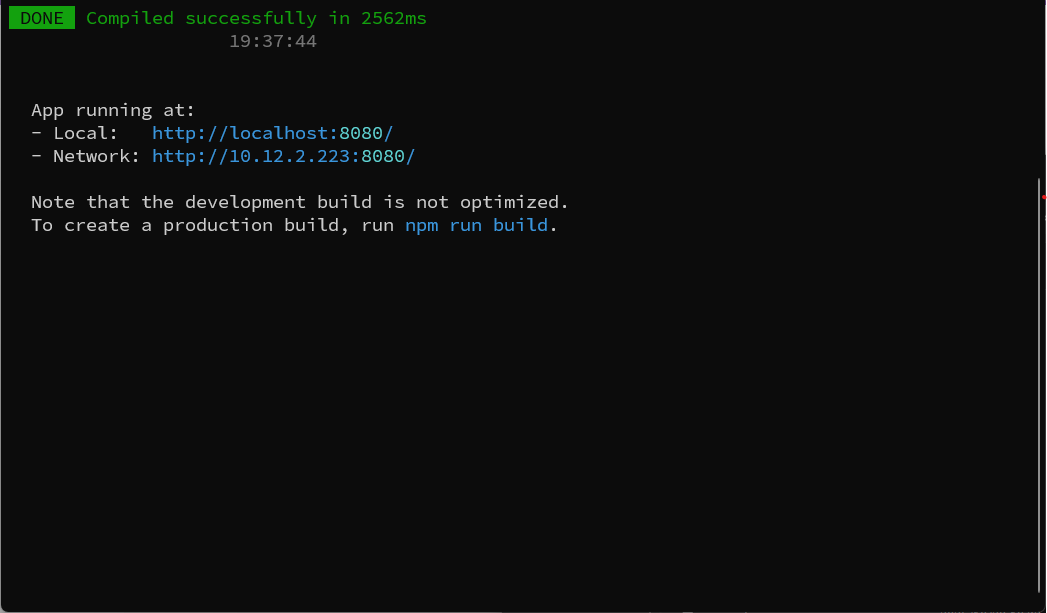 DONE Compiled successfully in 2562ms
19:37:44
App running at:
- Local: http://localhost:8080/
- Network: http://10.12.2.223:8080/
Note that the development build is not optimized.
To create a production build, run npm run build.